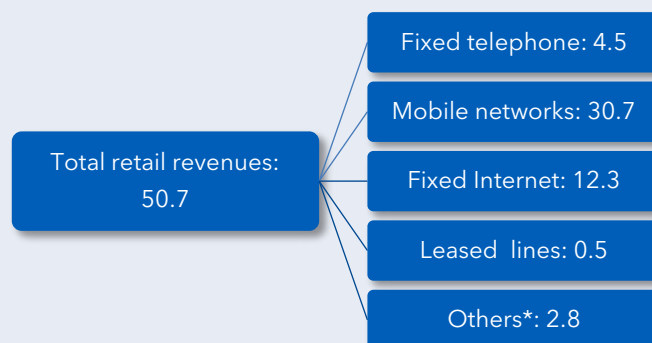 Total retail revenues:
50.7
Fixed telephone: 4.5
Mobile networks: 30.7
Fixed Internet: 12.3
Leased  lines: 0.5
Others*: 2.8